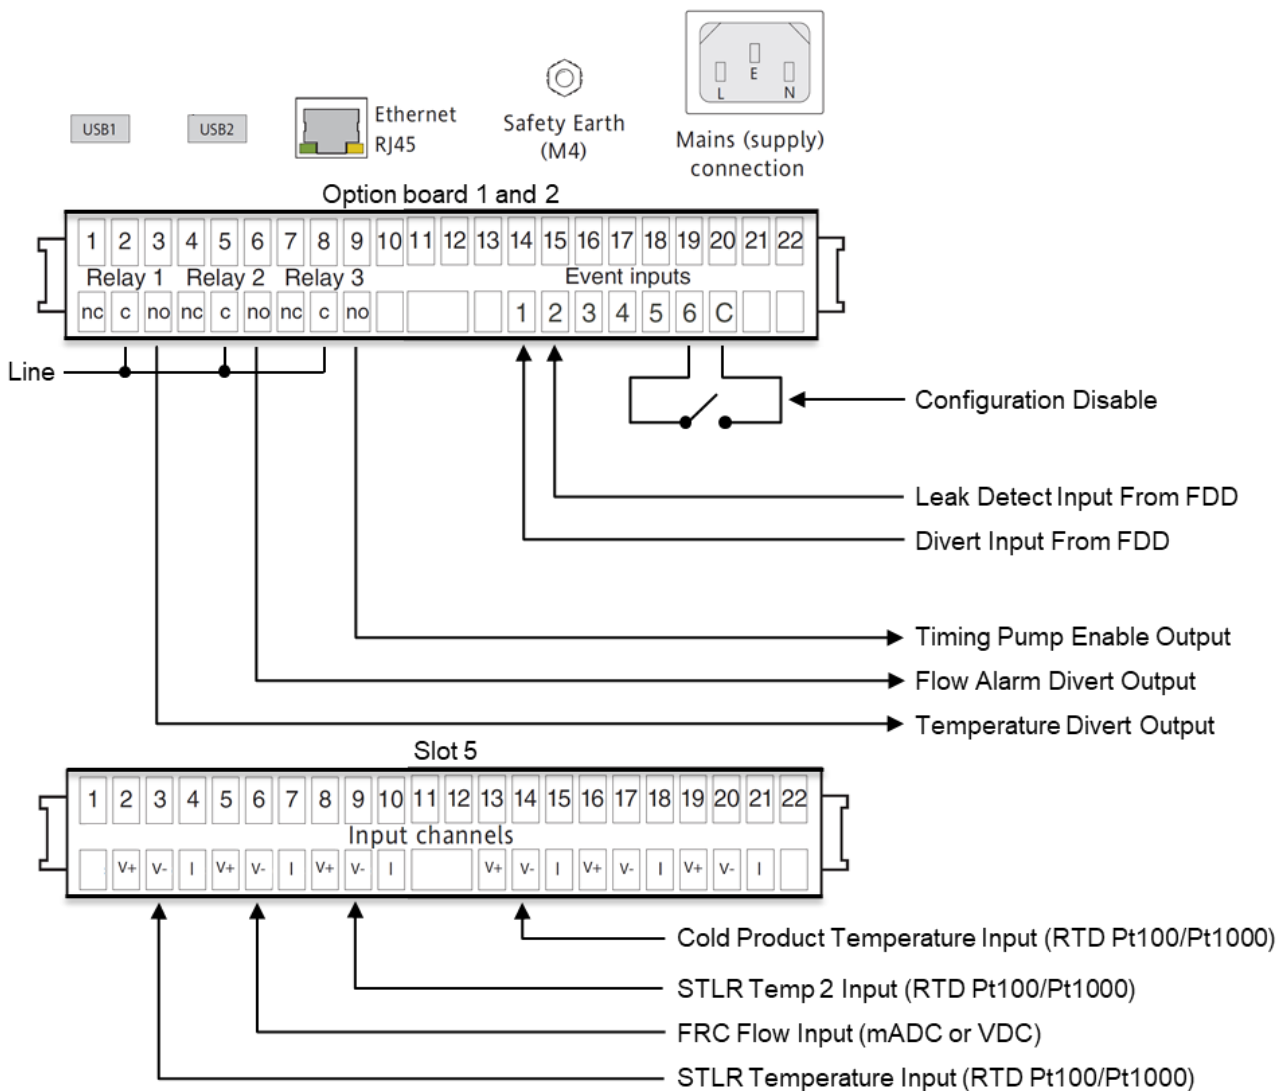 L E N
USB1 USB2 Ethernet
RJ45
Safety Earth
(M4)
Mains (supply)
connection
Option board 1 and 2
1 2 3 4 5 6 7 8 9 10 11 12 13 14 15 16 17 18 19 20 21 22
Relay 1 Relay 2 Relay 3 Event inputs
nc c no nc c no nc c no 1 2 3 4 5 6 C
Line
Configuration Disable
Leak Detect Input From FDD
Divert Input From FDD
Timing Pump Enable Output
Flow Alarm Divert Output
Temperature Divert Output
Slot 5
1 2 3 4 5 6 7 8 9 10 11 12 13 14 15 16 17 18 19 20 21 22
Input channels
V+ V- I V+ V- I V+ V- I V+ V- I V+ V- I V+ V- I
Cold Product Temperature Input (RTD Pt100/Pt1000)
STLR Temp 2 Input (RTD Pt100/Pt1000)
FRC Flow Input (mADC or VDC)
STLR Temperature Input (RTD Pt100/Pt1000)